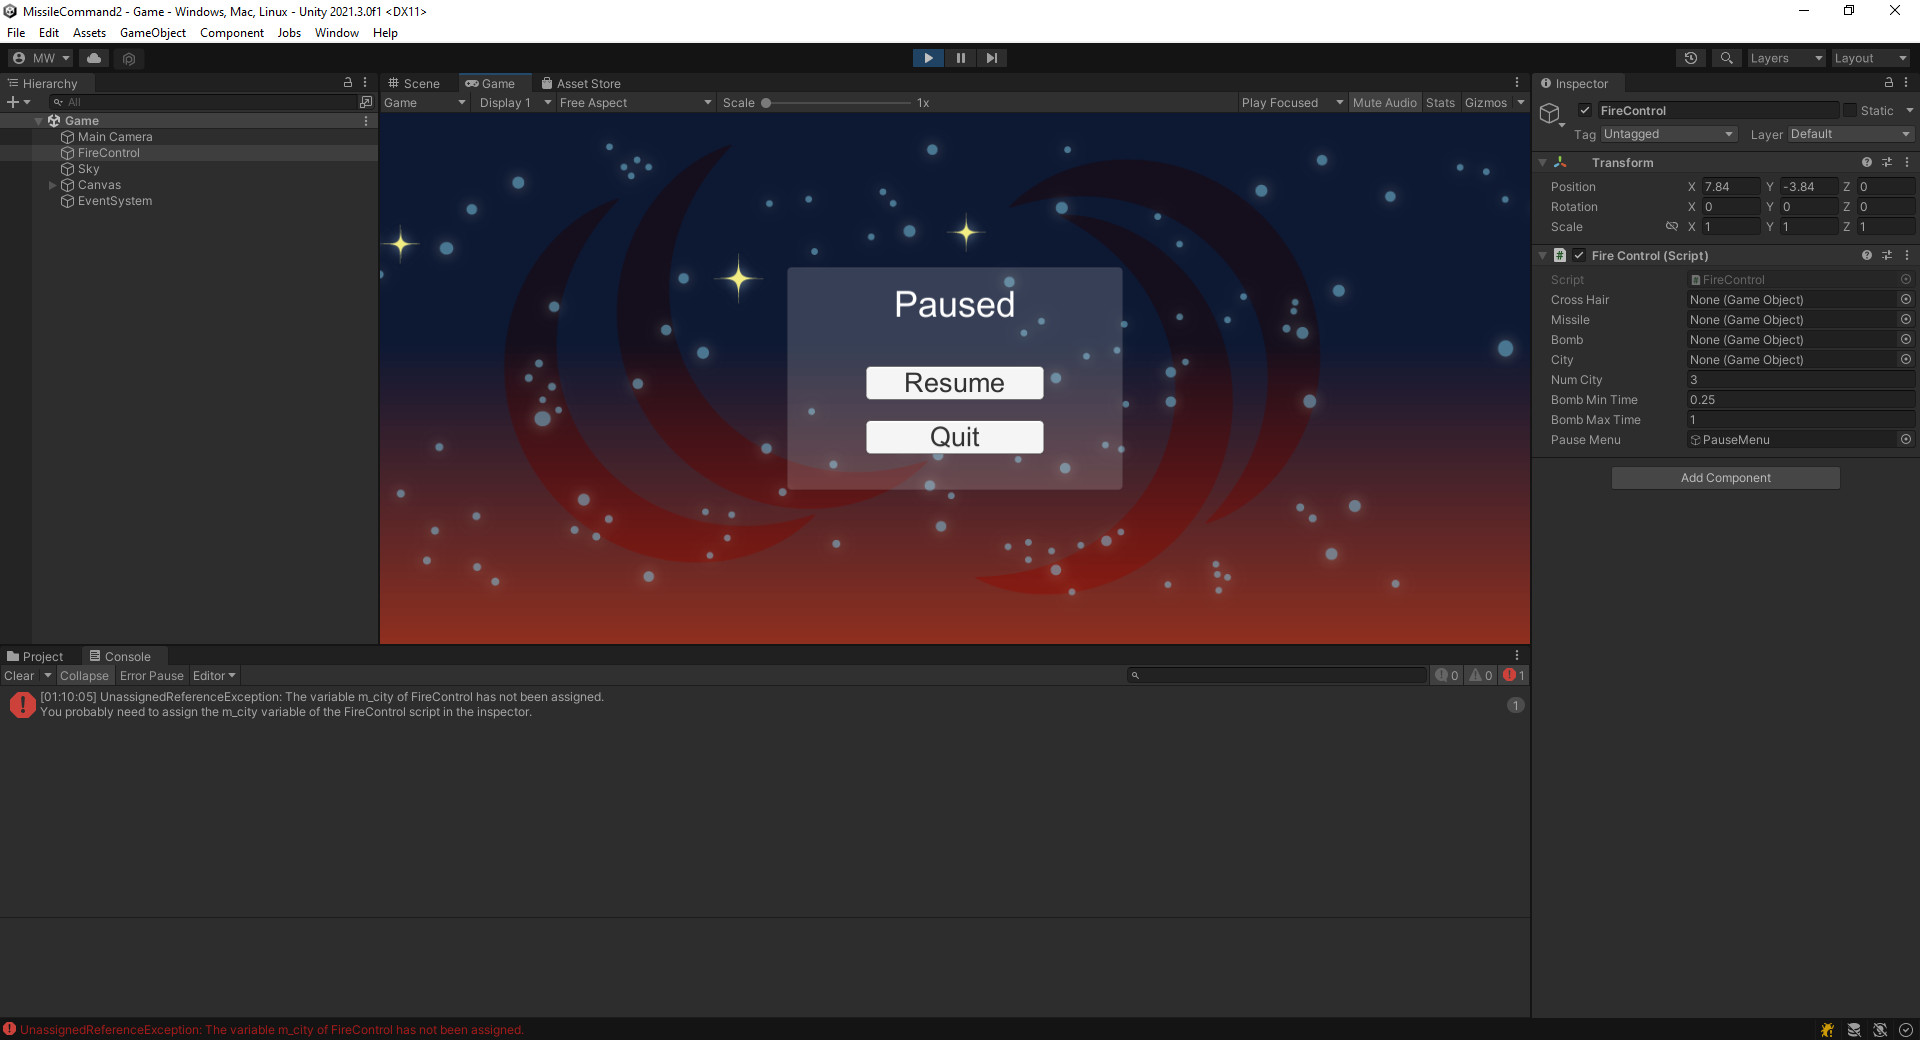 MissileCommand2 - Game - Windows, Mac, Linux - Unity 2021.3.0f1 <DX11>
File Edit Assets GameObject Component Jobs Window Help
MW Layers Layout
Hierarchy
All
Game
Main Camera
FireControl
Sky
Canvas
EventSystem
Scene Game Asset Store
Game Display 1 Free Aspect Scale 1x Play Focused Mute Audio Stats Gizmos
Paused
Resume
Quit
Inspector
FireControl Static
Tag Untagged Layer Default
Transform
Position X 7.84 Y -3.84 Z 0
Rotation X 0 Y 0 Z 0
Scale X 1 Y 1 Z 1
Fire Control (Script)
Script FireControl
Cross Hair None (Game Object)
Missile None (Game Object)
Bomb None (Game Object)
City None (Game Object)
Num City 3
Bomb Min Time 0.25
Bomb Max Time 1
Pause Menu PauseMenu
Add Component
Project Console
Clear Collapse Error Pause Editor 0 0 1
[01:10:05] UnassignedReferenceException: The variable m_city of FireControl has not been assigned.
You probably need to assign the m_city variable of the FireControl script in the inspector.
1
UnassignedReferenceException: The variable m_city of FireControl has not been assigned.